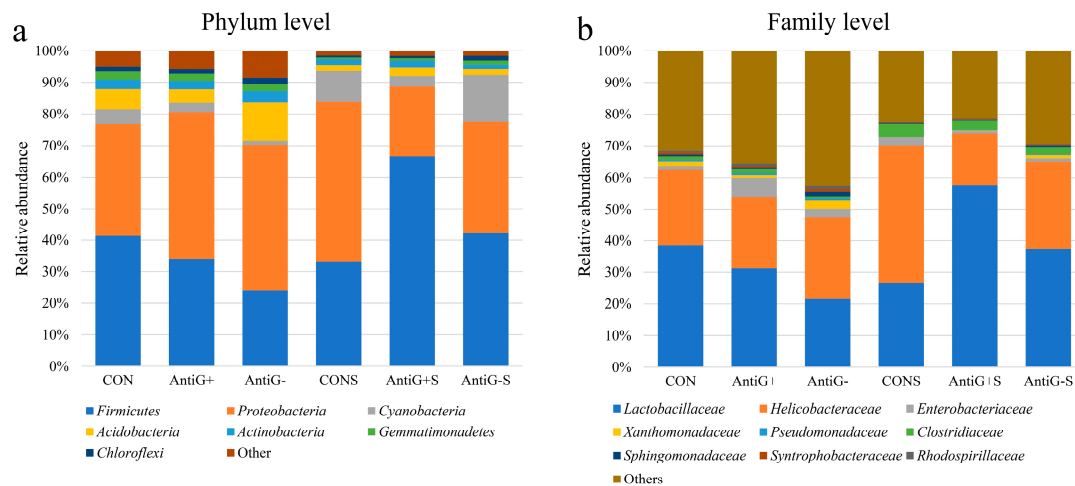 a
Phylum level
Relative abundance
100%
90%
80%
70%
60%
50%
40%
30%
20%
10%
0%
CON AntiG+ AntiG- CONS AntiG+S AntiG-S
Firmicutes Proteobacteria Cyanobacteria
Acidobacteria Actinobacteria Gemmatimonadetes
Chloroflexi Other
b
Family level
Relative abundance
100%
90%
80%
70%
60%
50%
40%
30%
20%
10%
0%
CON AntiG+ AntiG- CONS AntiG+S AntiG-S
Lactobacillaceae Helicobacteraceae Enterobacteriaceae
Xanthomonadaceae Pseudomonadaceae Clostridiaceae
Sphingomonadaceae Syntrophobacteraceae Rhodospirillaceae
Others